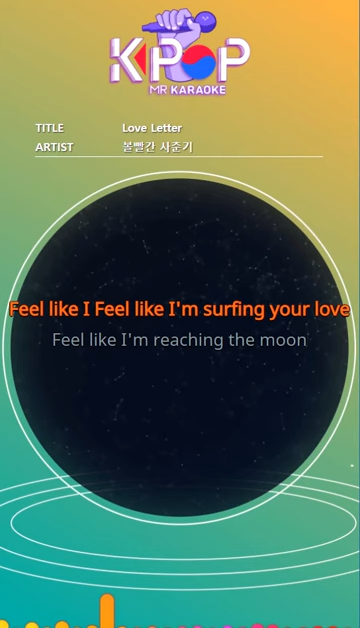 KPOP
MR KARAOKE
TITLE Love Letter
ARTIST 볼빨간 사춘기
Feel like I Feel like I'm surfing your love
Feel like I'm reaching the moon